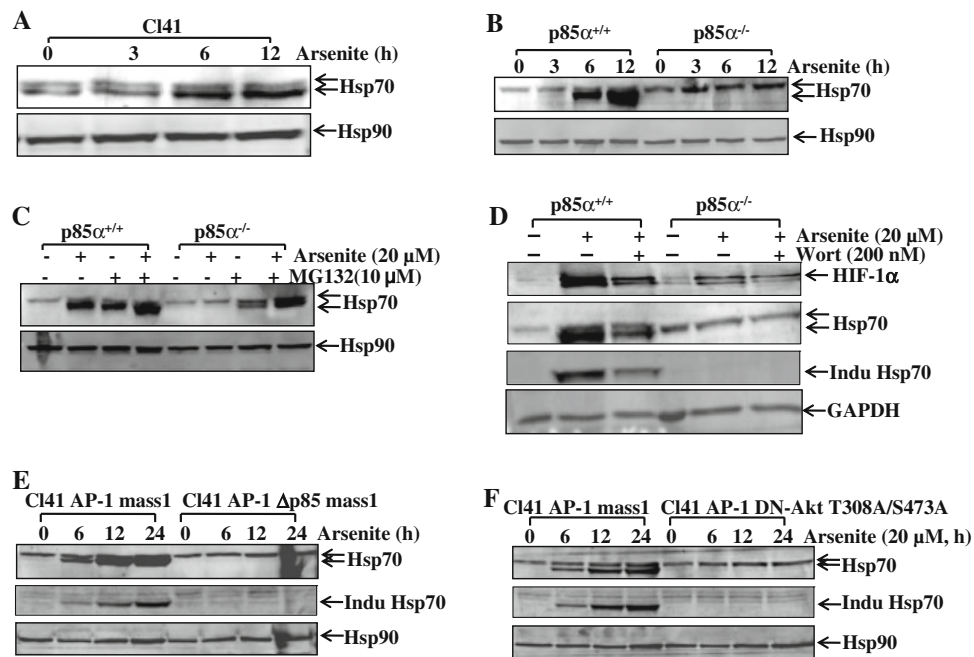 A
Cl41
0 3 6 12 Arsenite (h)
Hsp70
Hsp90
B
p85α+/+ p85α-/-
0 3 6 12 0 3 6 12 Arsenite (h)
Hsp70
Hsp90
C
p85α+/+ p85α-/-
- + - + - + - + Arsenite (20 μM)
- - + + - - + + MG132(10 μM)
Hsp70
Hsp90
D
p85α+/+ p85α-/-
− + + − + + Arsenite (20 μM)
− − + − − + Wort (200 nM)
HIF-1α
Hsp70
Indu Hsp70
GAPDH
E
Cl41 AP-1 mass1 Cl41 AP-1 Δp85 mass1
0 6 12 24 0 6 12 24 Arsenite (h)
Hsp70
Indu Hsp70
Hsp90
F
Cl41 AP-1 mass1 Cl41 AP-1 DN-Akt T308A/S473A
0 6 12 24 0 6 12 24 Arsenite (20 μM, h)
Hsp70
Indu Hsp70
Hsp90